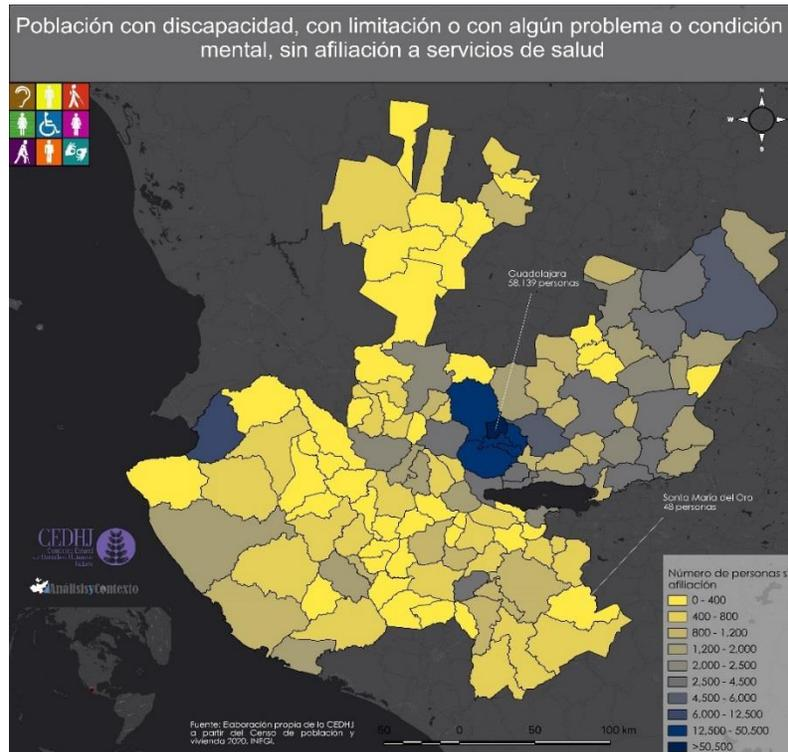 Población con discapacidad, con limitación o con algún problema o condición
mental, sin afiliación a servicios de salud
N
W
S
Guadalajara
58,139 personas
Santa María del Oro
48 personas
CEDHJ
AnálisisyContexto
Número de personas s
afiliación
0 - 400
400 - 800
800 - 1,200
1,200 - 2,000
2,000 - 2,500
2,500 - 4,500
4,500 - 6,000
6,000 - 12,500
12,500 - 50,500
>50,500
Fuente: Elaboración propia de la CEDHJ
a partir del Censo de población y
vivienda 2020, INEGI.
50 0 50 100 km